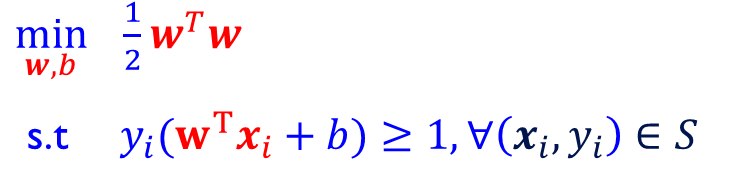 min w,b 1/2 wᵀw
s.t yᵢ(wᵀxᵢ + b) ≥ 1, ∀(xᵢ, yᵢ) ∈ S